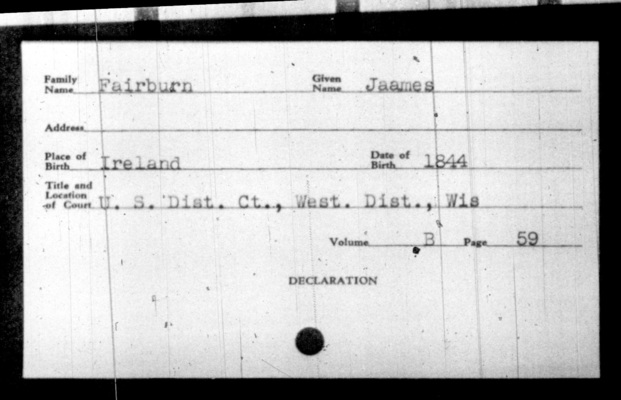 Family Name Fairburn Given Name Jaames
Address
Place of Birth Ireland Date of Birth 1844
Title and Location of Court U. S. Dist. Ct., West. Dist., Wis
Volume B Page 59
DECLARATION